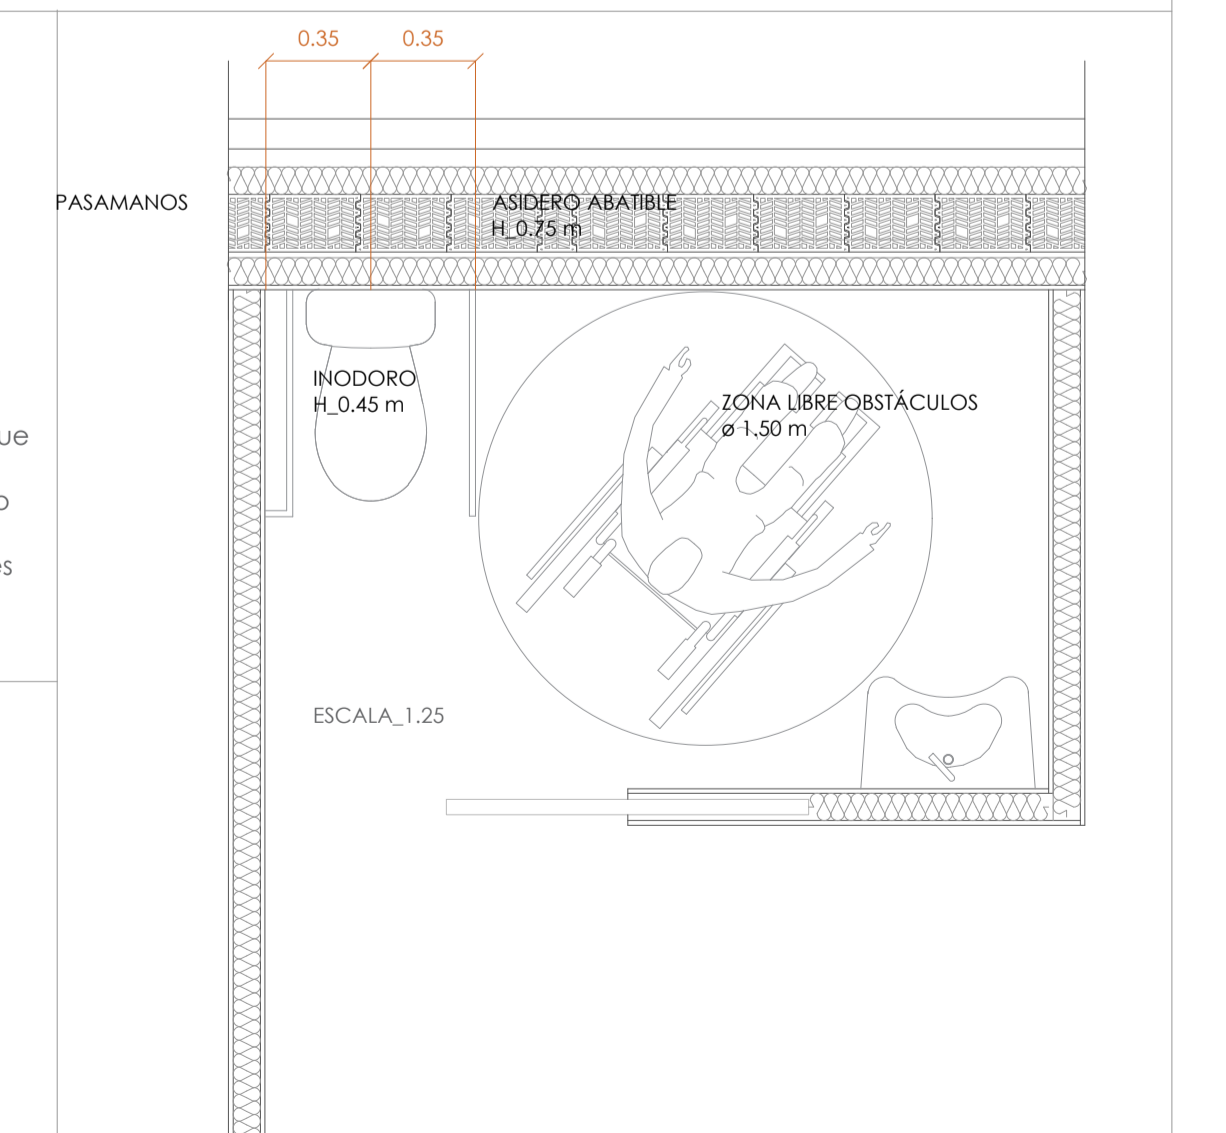 0.35 0.35
PASAMANOS
ASIDERO ABATIBLE
H_0.75 m
INODORO
H_0.45 m
ZONA LIBRE OBSTÁCULOS
ø 1.50 m
ESCALA_1.25